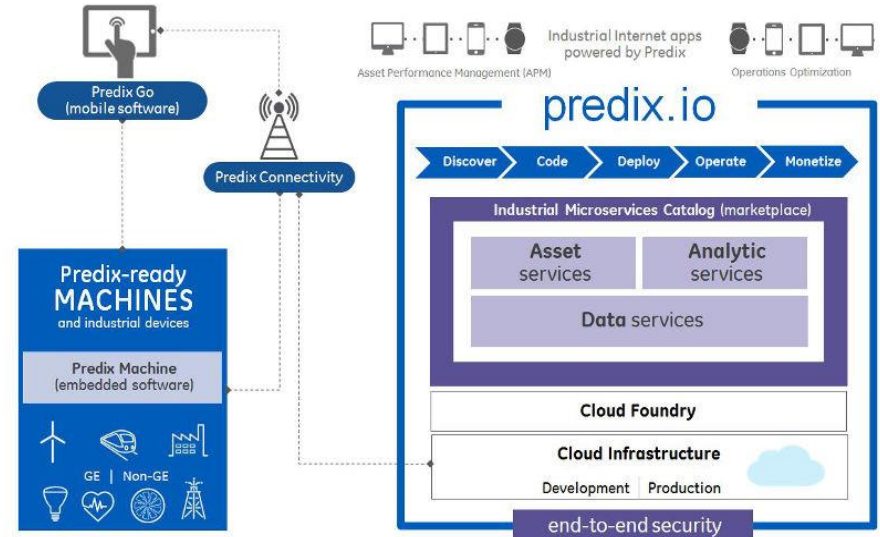 Predix Go
(mobile software)
Predix Connectivity
Predix-ready
MACHINES
and industrial devices
Predix Machine
(embedded software)
GE | Non-GE
Industrial Internet apps
powered by Predix
Asset Performance Management (APM)
Operations Optimization
predix.io
Discover
Code
Deploy
Operate
Monetize
Industrial Microservices Catalog (marketplace)
Asset
services
Analytic
services
Data services
Cloud Foundry
Cloud Infrastructure
Development | Production
end-to-end security